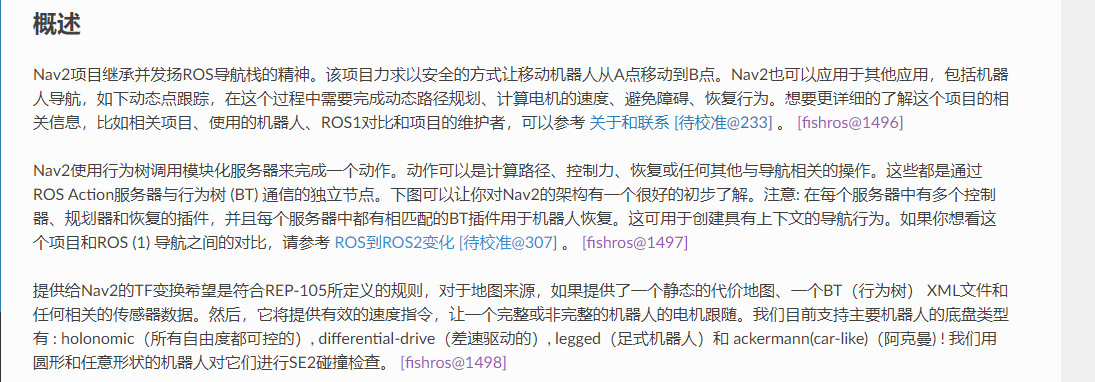 概述
Nav2项目继承并发扬ROS导航栈的精神。该项目力求以安全的方式让移动机器人从A点移动到B点。Nav2也可以应用于其他应用，包括机器
人导航，如下动态点跟踪，在这个过程中需要完成动态路径规划、计算电机的速度、避免障碍、恢复行为。想要更详细的了解这个项目的相
关信息，比如相关项目、使用的机器人、ROS1对比和项目的维护者，可以参考 关于和联系 [待校准@233] 。 [fishros@1496]
Nav2使用行为树调用模块化服务器来完成一个动作。动作可以是计算路径、控制力、恢复或任何其他与导航相关的操作。这些都是通过
ROS Action服务器与行为树 (BT) 通信的独立节点。下图可以让你对Nav2的架构有一个很好的初步了解。注意: 在每个服务器中有多个控制
器、规划器和恢复的插件，并且每个服务器中都有相匹配的BT插件用于机器人恢复。这可用于创建具有上下文的导航行为。如果你想看这
个项目和ROS (1) 导航之间的对比，请参考 ROS到ROS2变化 [待校准@307] 。 [fishros@1497]
提供给Nav2的TF变换希望是符合REP-105所定义的规则，对于地图来源，如果提供了一个静态的代价地图、一个BT（行为树） XML文件和
任何相关的传感器数据。然后，它将提供有效的速度指令，让一个完整或非完整的机器人的电机跟随。我们目前支持主要机器人的底盘类型
有 : holonomic（所有自由度都可控的）, differential-drive（差速驱动的）, legged（足式机器人）和 ackermann(car-like)（阿克曼) ! 我们用
圆形和任意形状的机器人对它们进行SE2碰撞检查。 [fishros@1498]